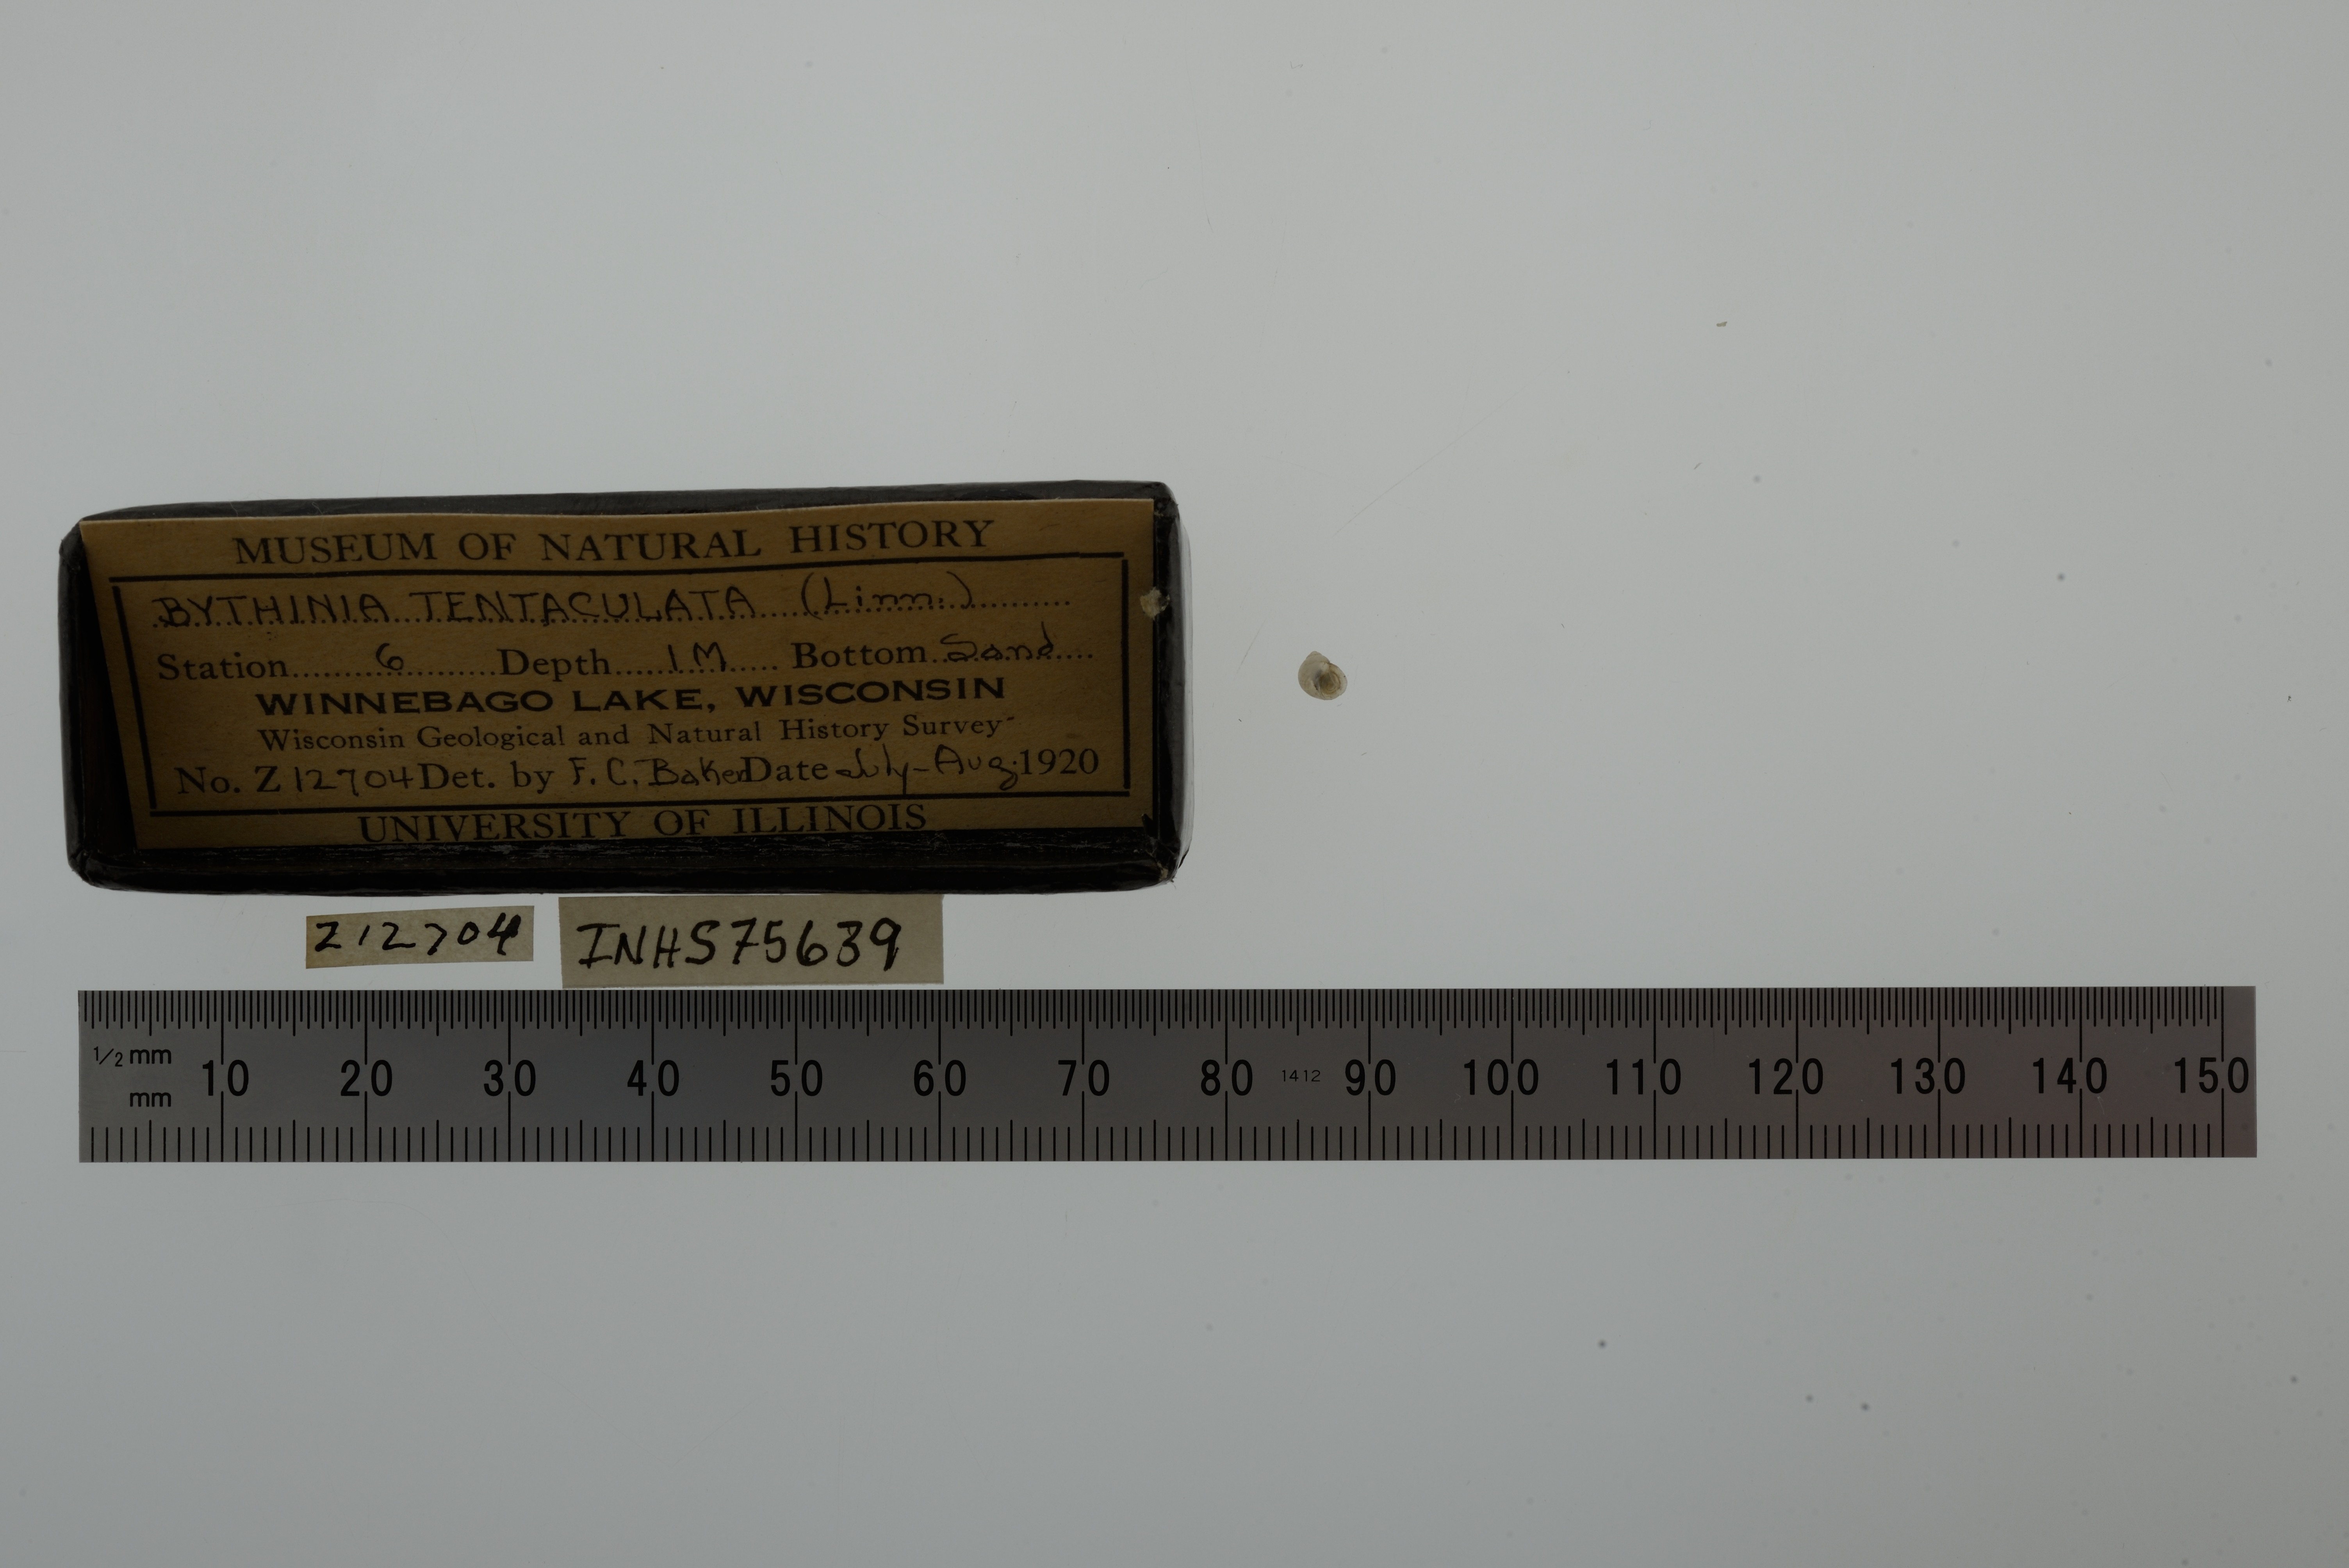 MUSEUM OF NATURAL HISTORY
BYTHINIA TENTACULATA (Linn.)
Station 6 Depth 1 M Bottom Sand
WINNEBAGO LAKE, WISCONSIN
Wisconsin Geological and Natural History Survey
No. Z 12704 Det. by F. C. Baker Date July-Aug. 1920
UNIVERSITY OF ILLINOIS
Z12704 INHS75639
1/2 mm
mm 10 20 30 40 50 60 70 80 1412 90 100 110 120 130 140 150